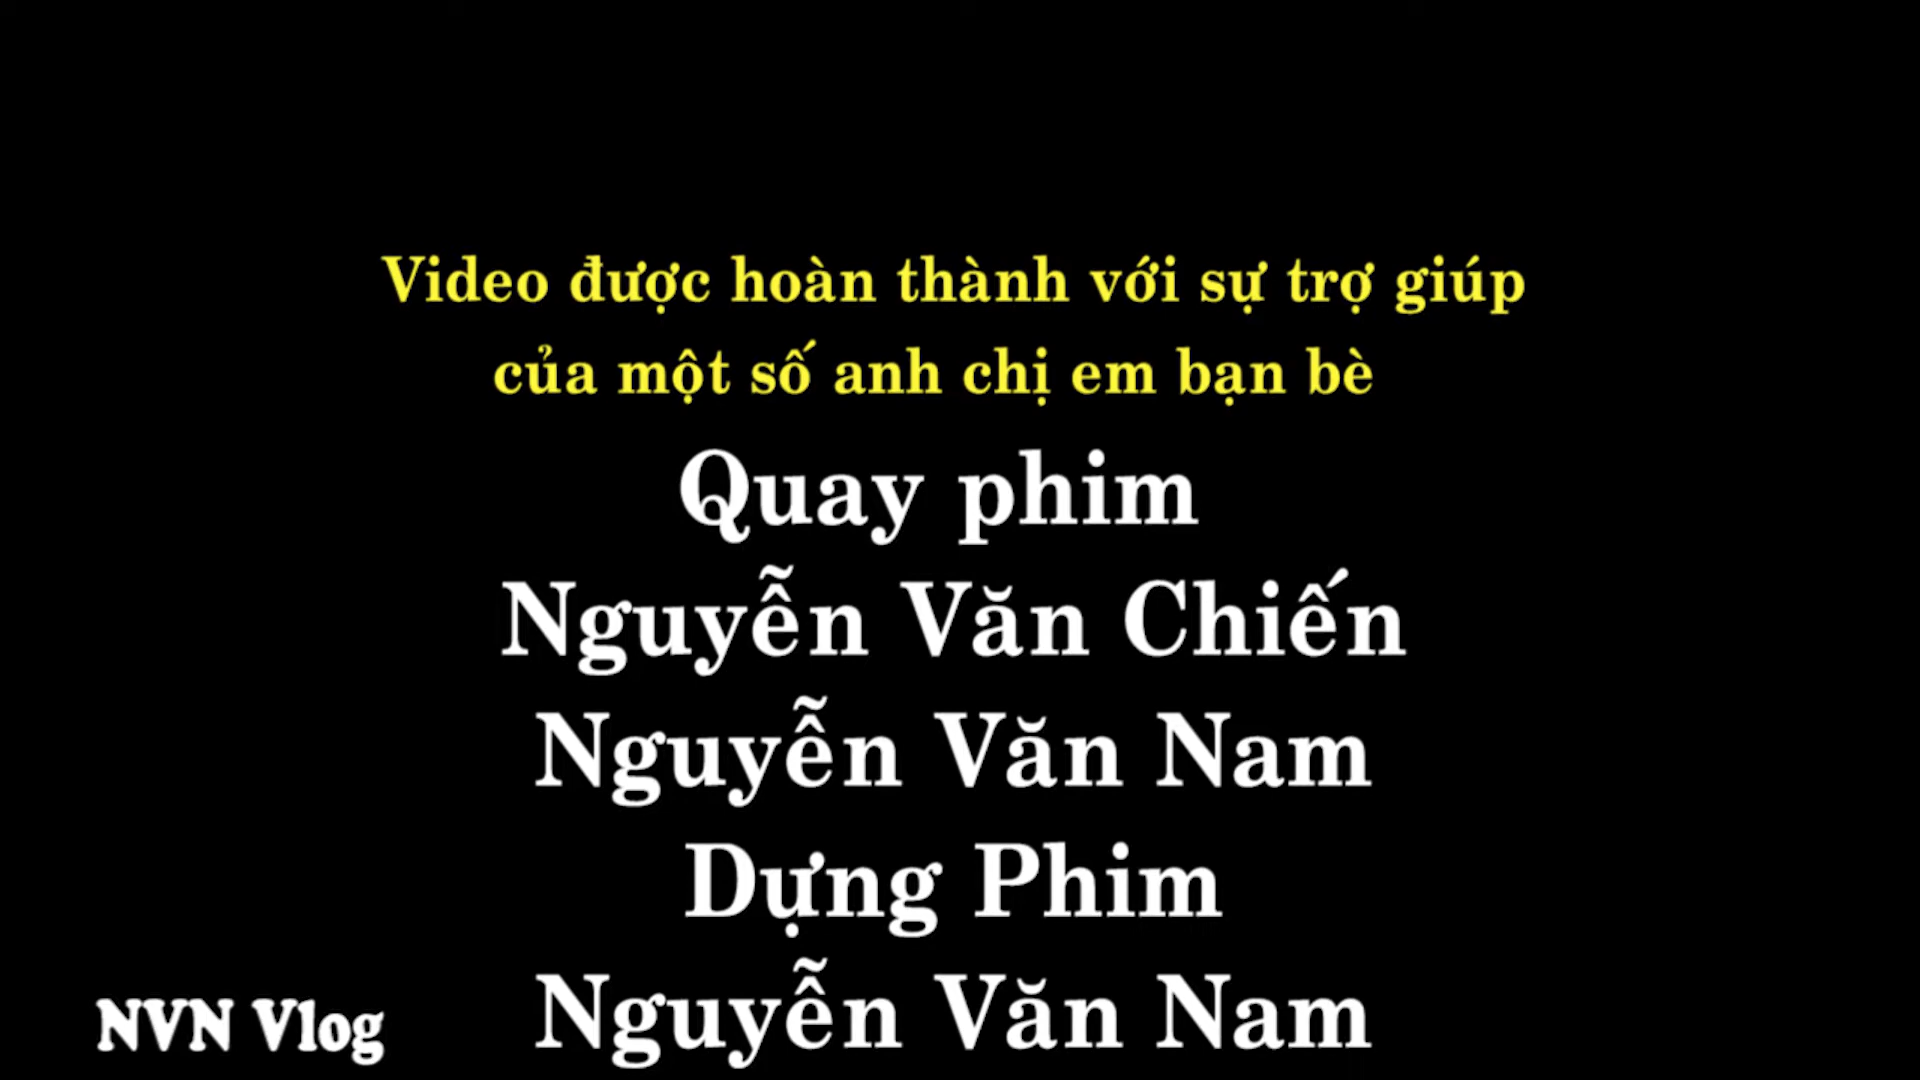 Video được hoàn thành với sự trợ giúp
của một số anh chị em bạn bè
Quay phim
Nguyễn Văn Chiến
Nguyễn Văn Nam
Dựng Phim
Nguyễn Văn Nam
NVN Vlog